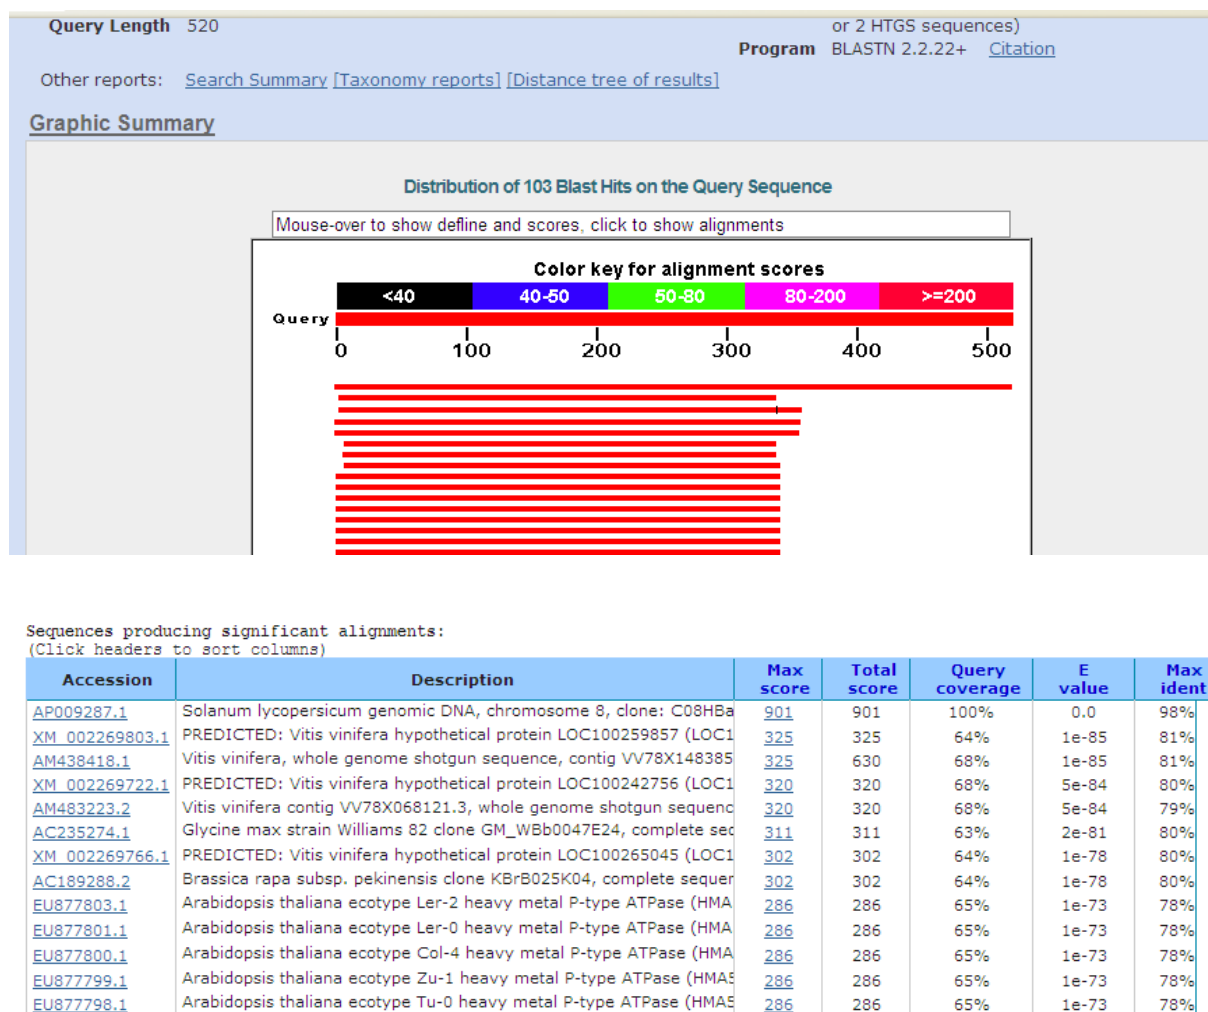 Query Length 520 or 2 HTGS sequences)
Program BLASTN 2.2.22+ Citation
Other reports: Search Summary [Taxonomy reports] [Distance tree of results]
Graphic Summary
Distribution of 103 Blast Hits on the Query Sequence
Mouse-over to show defline and scores, click to show alignments
Color key for alignment scores
<40 40-50 50-80 80-200 >=200
Query
0 100 200 300 400 500
Sequences producing significant alignments:
(Click headers to sort columns)
Accession Description Max score Total score Query coverage E value Max ident
AP009287.1 Solanum lycopersicum genomic DNA, chromosome 8, clone: C08HBa 901 901 100% 0.0 98%
XM_002269803.1 PREDICTED: Vitis vinifera hypothetical protein LOC100259857 (LOC1 325 325 64% 1e-85 81%
AM438418.1 Vitis vinifera, whole genome shotgun sequence, contig VV78X148385 325 630 68% 1e-85 81%
XM_002269722.1 PREDICTED: Vitis vinifera hypothetical protein LOC100242756 (LOC1 320 320 68% 5e-84 80%
AM483223.2 Vitis vinifera contig VV78X068121.3, whole genome shotgun sequenc 320 320 68% 5e-84 79%
AC235274.1 Glycine max strain Williams 82 clone GM_WBb0047E24, complete sec 311 311 63% 2e-81 80%
XM_002269766.1 PREDICTED: Vitis vinifera hypothetical protein LOC100265045 (LOC1 302 302 64% 1e-78 80%
AC189288.2 Brassica rapa subsp. pekinensis clone KBrB025K04, complete sequer 302 302 64% 1e-78 80%
EU877803.1 Arabidopsis thaliana ecotype Ler-2 heavy metal P-type ATPase (HMA 286 286 65% 1e-73 78%
EU877801.1 Arabidopsis thaliana ecotype Ler-0 heavy metal P-type ATPase (HMA 286 286 65% 1e-73 78%
EU877800.1 Arabidopsis thaliana ecotype Col-4 heavy metal P-type ATPase (HMA 286 286 65% 1e-73 78%
EU877799.1 Arabidopsis thaliana ecotype Zu-1 heavy metal P-type ATPase (HMA5 286 286 65% 1e-73 78%
EU877798.1 Arabidopsis thaliana ecotype Tu-0 heavy metal P-type ATPase (HMA5 286 286 65% 1e-73 78%